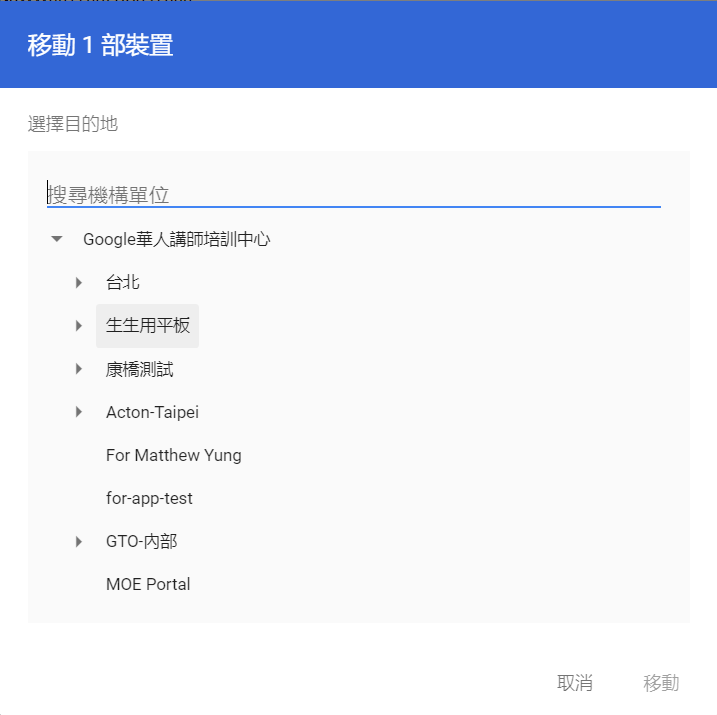 移動 1 部裝置
選擇目的地
搜尋機構單位
Google華人講師培訓中心
台北
生生用平板
康橋測試
Acton-Taipei
For Matthew Yung
for-app-test
GTO-內部
MOE Portal
取消 移動